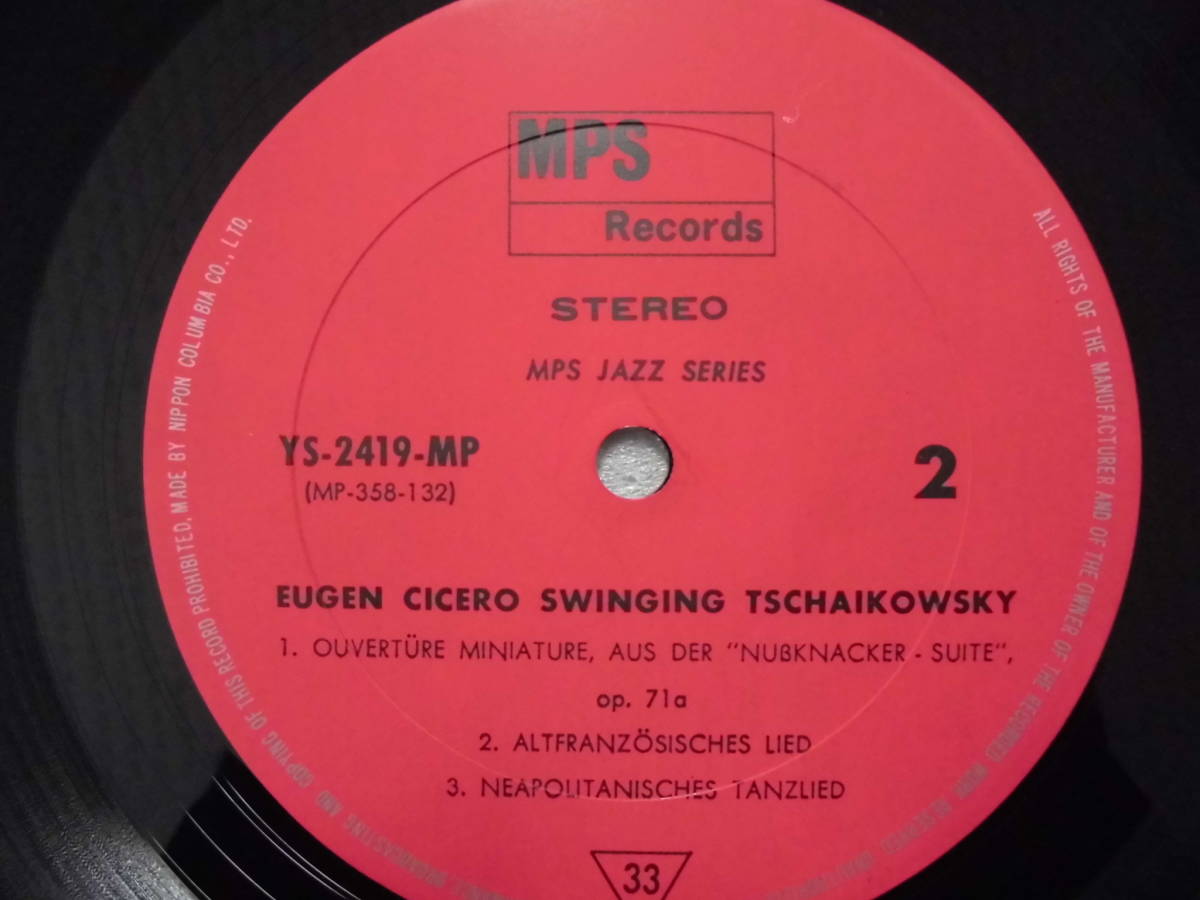 MPS
Records
STEREO
MPS JAZZ SERIES
YS-2419-MP
(MP-358-132)
2
EUGEN CICERO SWINGING TSCHAIKOWSKY
1. OUVERTÜRE MINIATURE, AUS DER "NUßKNACKER - SUITE",
op. 71a
2. ALTFRANZÖSISCHES LIED
3. NEAPOLITANISCHES TANZLIED
33
ALL RIGHTS OF THE MANUFACTURER AND OF THE OWNER OF THE RECORDED WORK RESERVED.
BROADCASTING AND COPYING OF THIS RECORD PROHIBITED, MADE BY NIPPON COLUMBIA CO., LTD.